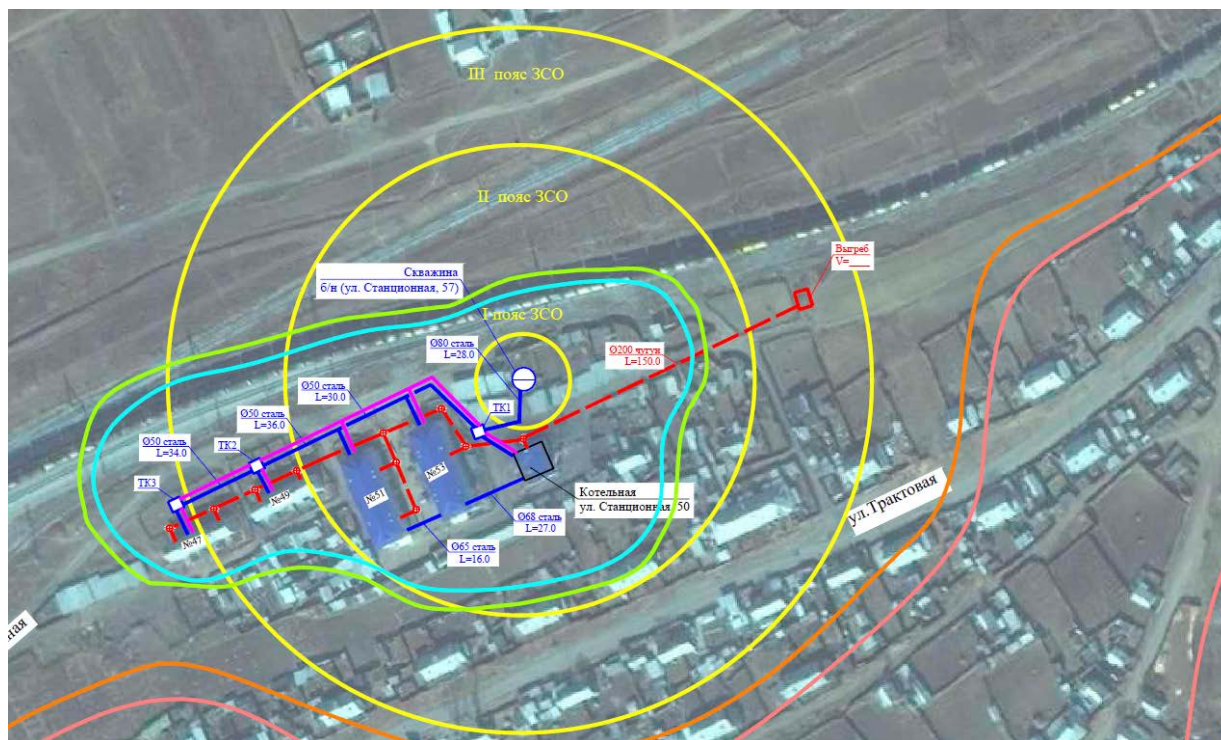 III пояс ЗСО
II пояс ЗСО
Выгреб
V=___
Скважина
б/н (ул. Станционная, 57)
I пояс ЗСО
Ø80 сталь
L=28.0
Ø200 чугун
L=150.0
Ø50 сталь
L=30.0
Ø50 сталь
L=36.0
ТК1
Ø50 сталь
L=34.0
ТК2
ТК3
№53
№51
№49
№47
Котельная
ул. Станционная, 50
ул.Трактовая
Ø68 сталь
L=27.0
Ø65 сталь
L=16.0
ная